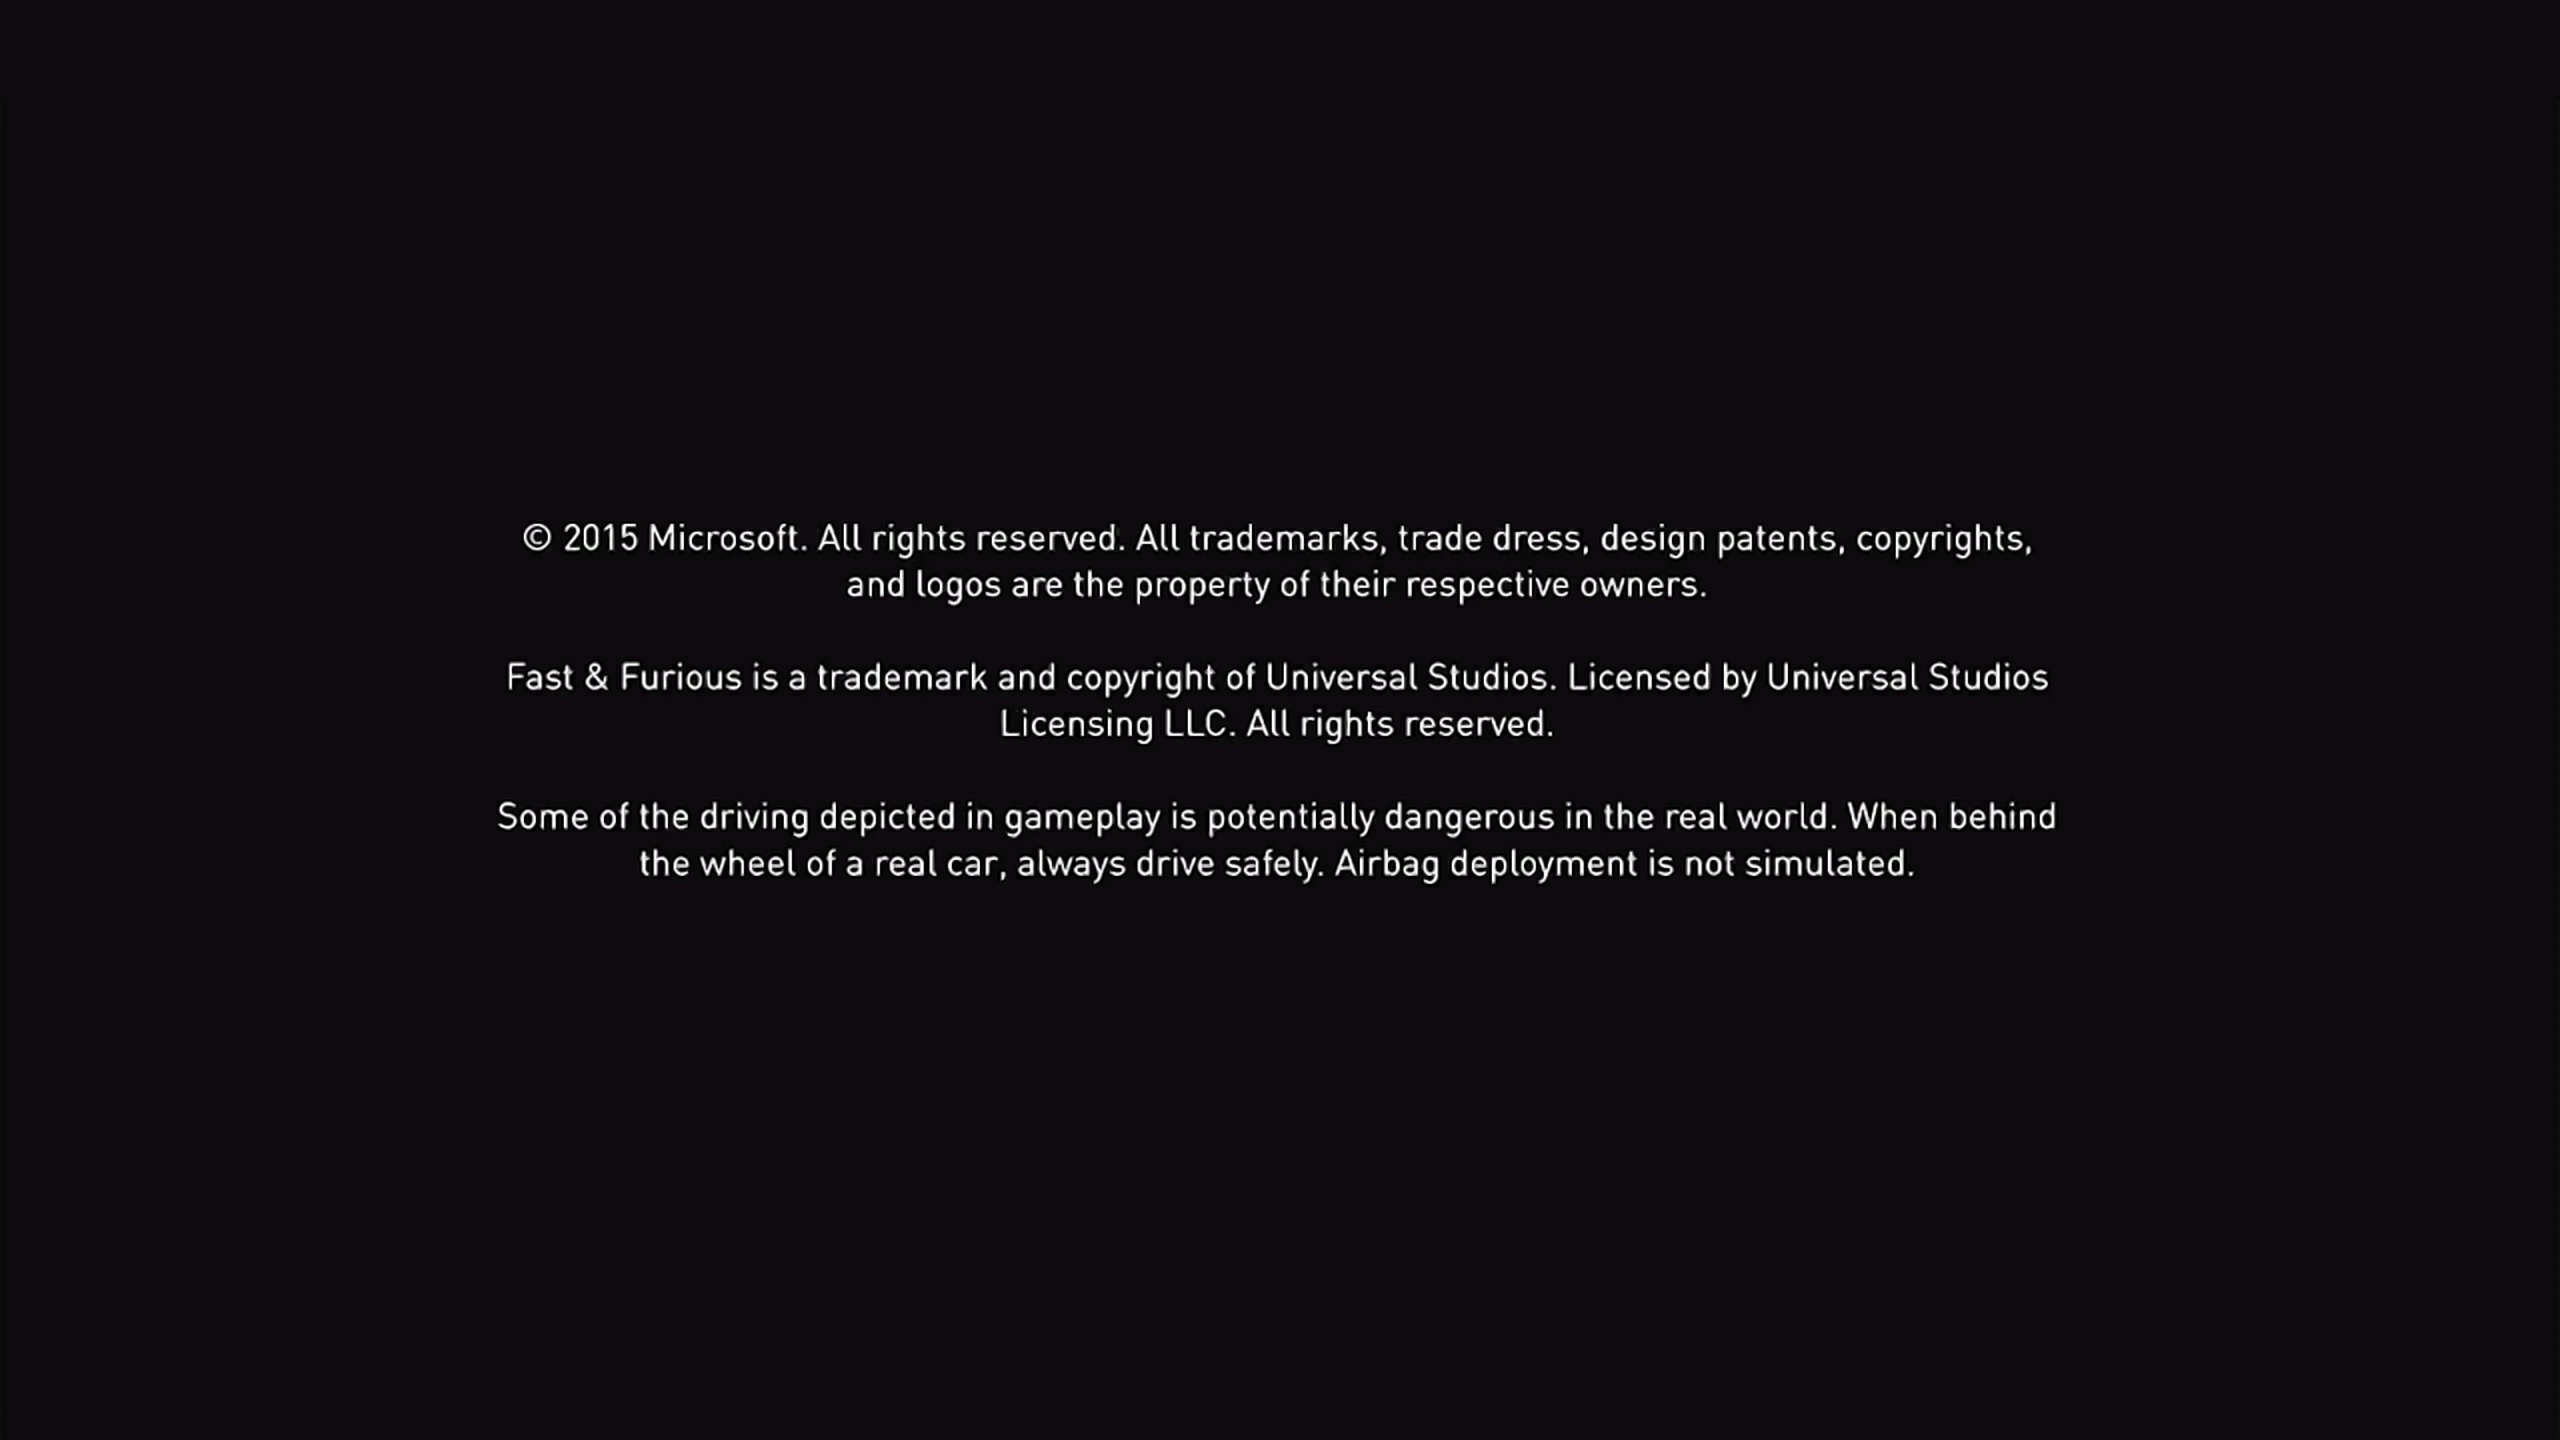 © 2015 Microsoft. All rights reserved. All trademarks, trade dress, design patents, copyrights,
and logos are the property of their respective owners.
Fast & Furious is a trademark and copyright of Universal Studios. Licensed by Universal Studios
Licensing LLC. All rights reserved.
Some of the driving depicted in gameplay is potentially dangerous in the real world. When behind
the wheel of a real car, always drive safely. Airbag deployment is not simulated.